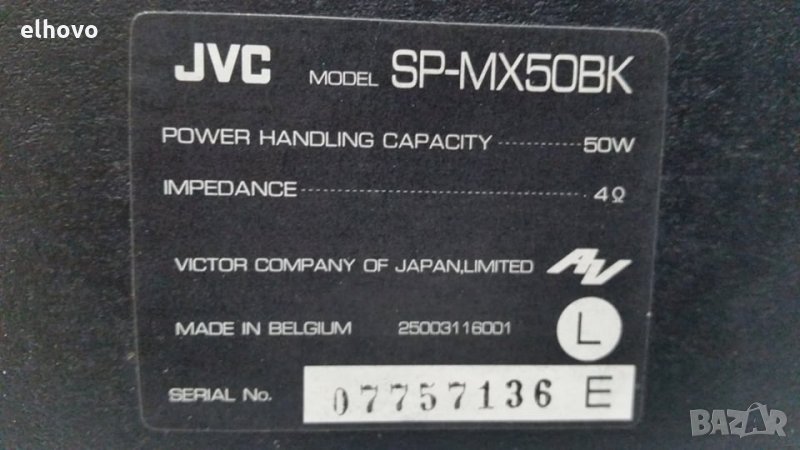 elhovo
JVC MODEL SP-MX50BK
POWER HANDLING CAPACITY 50W
IMPEDANCE 4Ω
VICTOR COMPANY OF JAPAN,LIMITED AV
MADE IN BELGIUM 25003116001 L
SERIAL No. 07757136 E
BAZAR